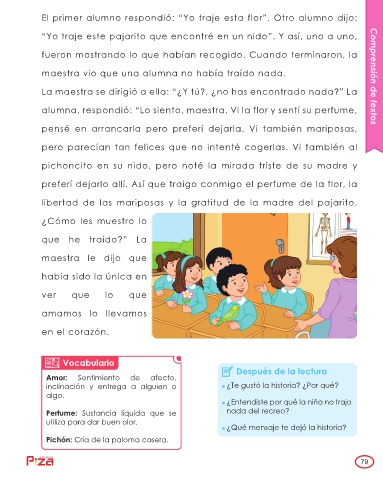 El primer alumno respondió: “Yo traje esta flor”. Otro alumno dijo:
“Yo traje este pajarito que encontré en un nido”. Y así, uno a uno,
fueron mostrando lo que habían recogido. Cuando terminaron, la
maestra vio que una alumna no había traído nada.
La maestra se dirigió a ella: “¿Y tú?, ¿no has encontrado nada?” La
alumna, respondió: “Lo siento, maestra. Vi la flor y sentí su perfume,
pensé en arrancarla pero preferí dejarla. Vi también mariposas,
pero parecían tan felices que no intenté cogerlas. Vi también al
pichoncito en su nido, pero noté la mirada triste de su madre y
preferí dejarlo allí. Así que traigo conmigo el perfume de la flor, la
libertad de las mariposas y la gratitud de la madre del pajarito.
¿Cómo les muestro lo
que he traído?” La
maestra le dijo que
había sido la única en
ver que lo que
amamos lo llevamos
en el corazón.
Comprensión de textos
Vocabulario
Amor: Sentimiento de afecto,
inclinación y entrega a alguien o
algo.
Perfume: Sustancia líquida que se
utiliza para dar buen olor.
Pichón: Cría de la paloma casera.
Después de la lectura
¿Te gustó la historia? ¿Por qué?
¿Entendiste por qué la niña no trajo
nada del recreo?
¿Qué mensaje te dejó la historia?
Piza
79